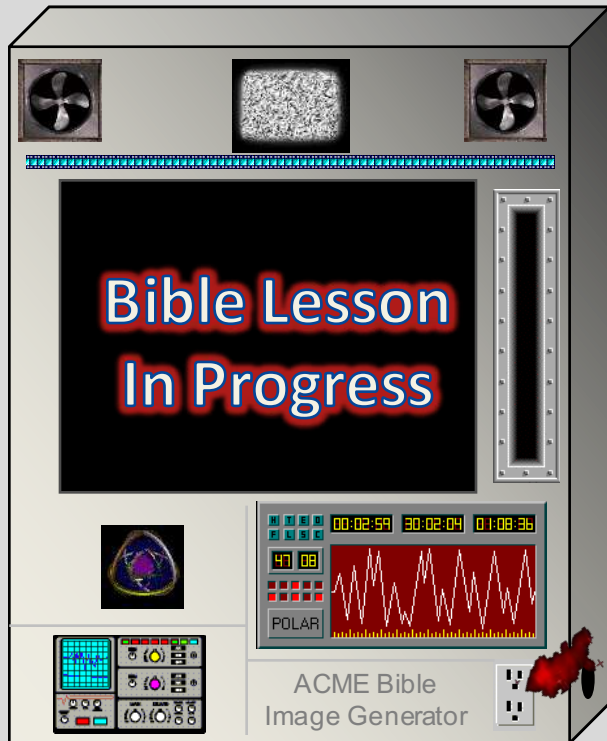 Bible Lesson
In Progress
H T E O
F L S C
00:02:59 30:02:04 01:08:36
47 08
POLAR
ACME Bible
Image Generator